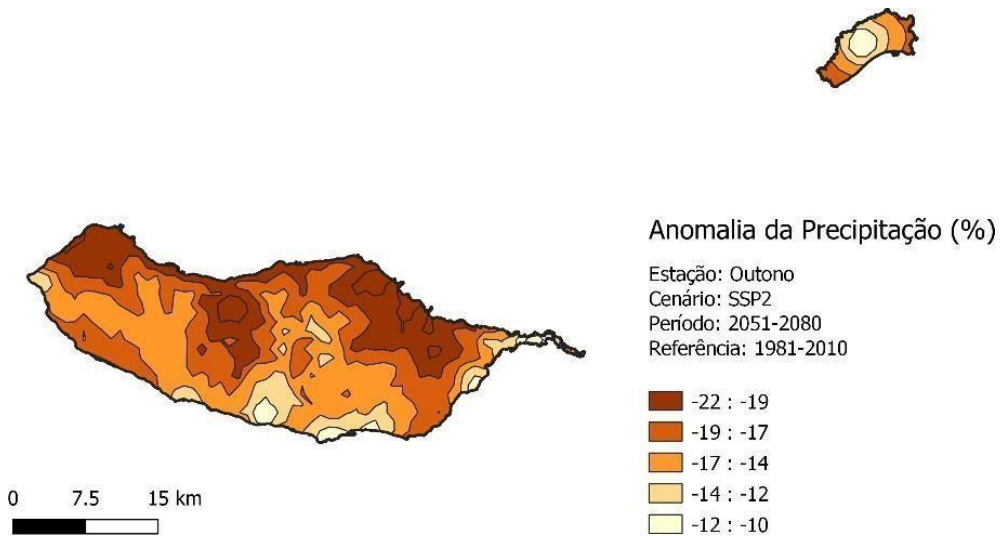 Anomalia da Precipitação (%)
Estação: Outono
Cenário: SSP2
Período: 2051-2080
Referência: 1981-2010
-22 : -19
-19 : -17
-17 : -14
-14 : -12
-12 : -10
0 7.5 15 km